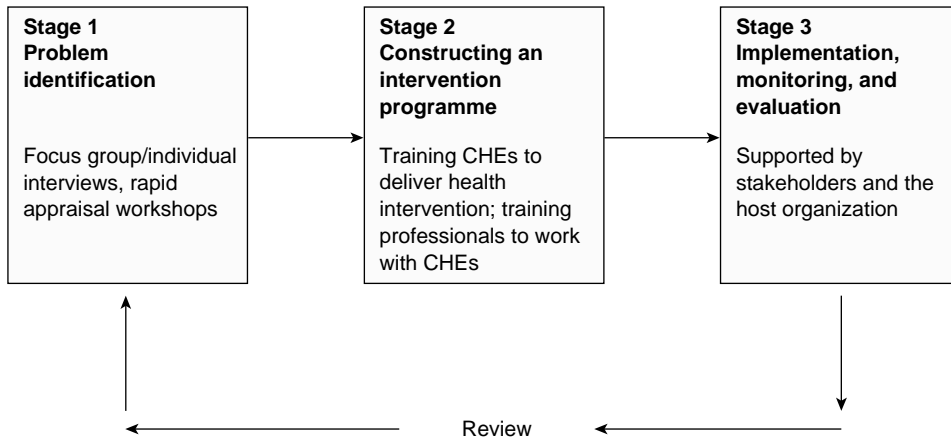 Stage 1
Problem
identification
Focus group/individual
interviews, rapid
appraisal workshops
Stage 2
Constructing an
intervention
programme
Training CHEs to
deliver health
intervention; training
professionals to work
with CHEs
Stage 3
Implementation,
monitoring, and
evaluation
Supported by
stakeholders and the
host organization
Review